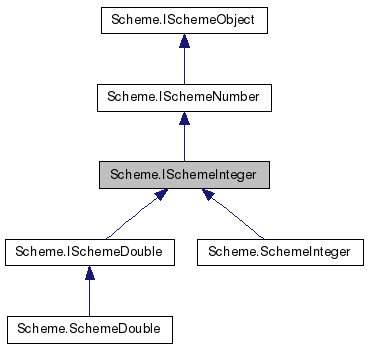 Scheme.ISchemeObject
Scheme.ISchemeNumber
Scheme.ISchemeInteger
Scheme.ISchemeDouble
Scheme.SchemeInteger
Scheme.SchemeDouble